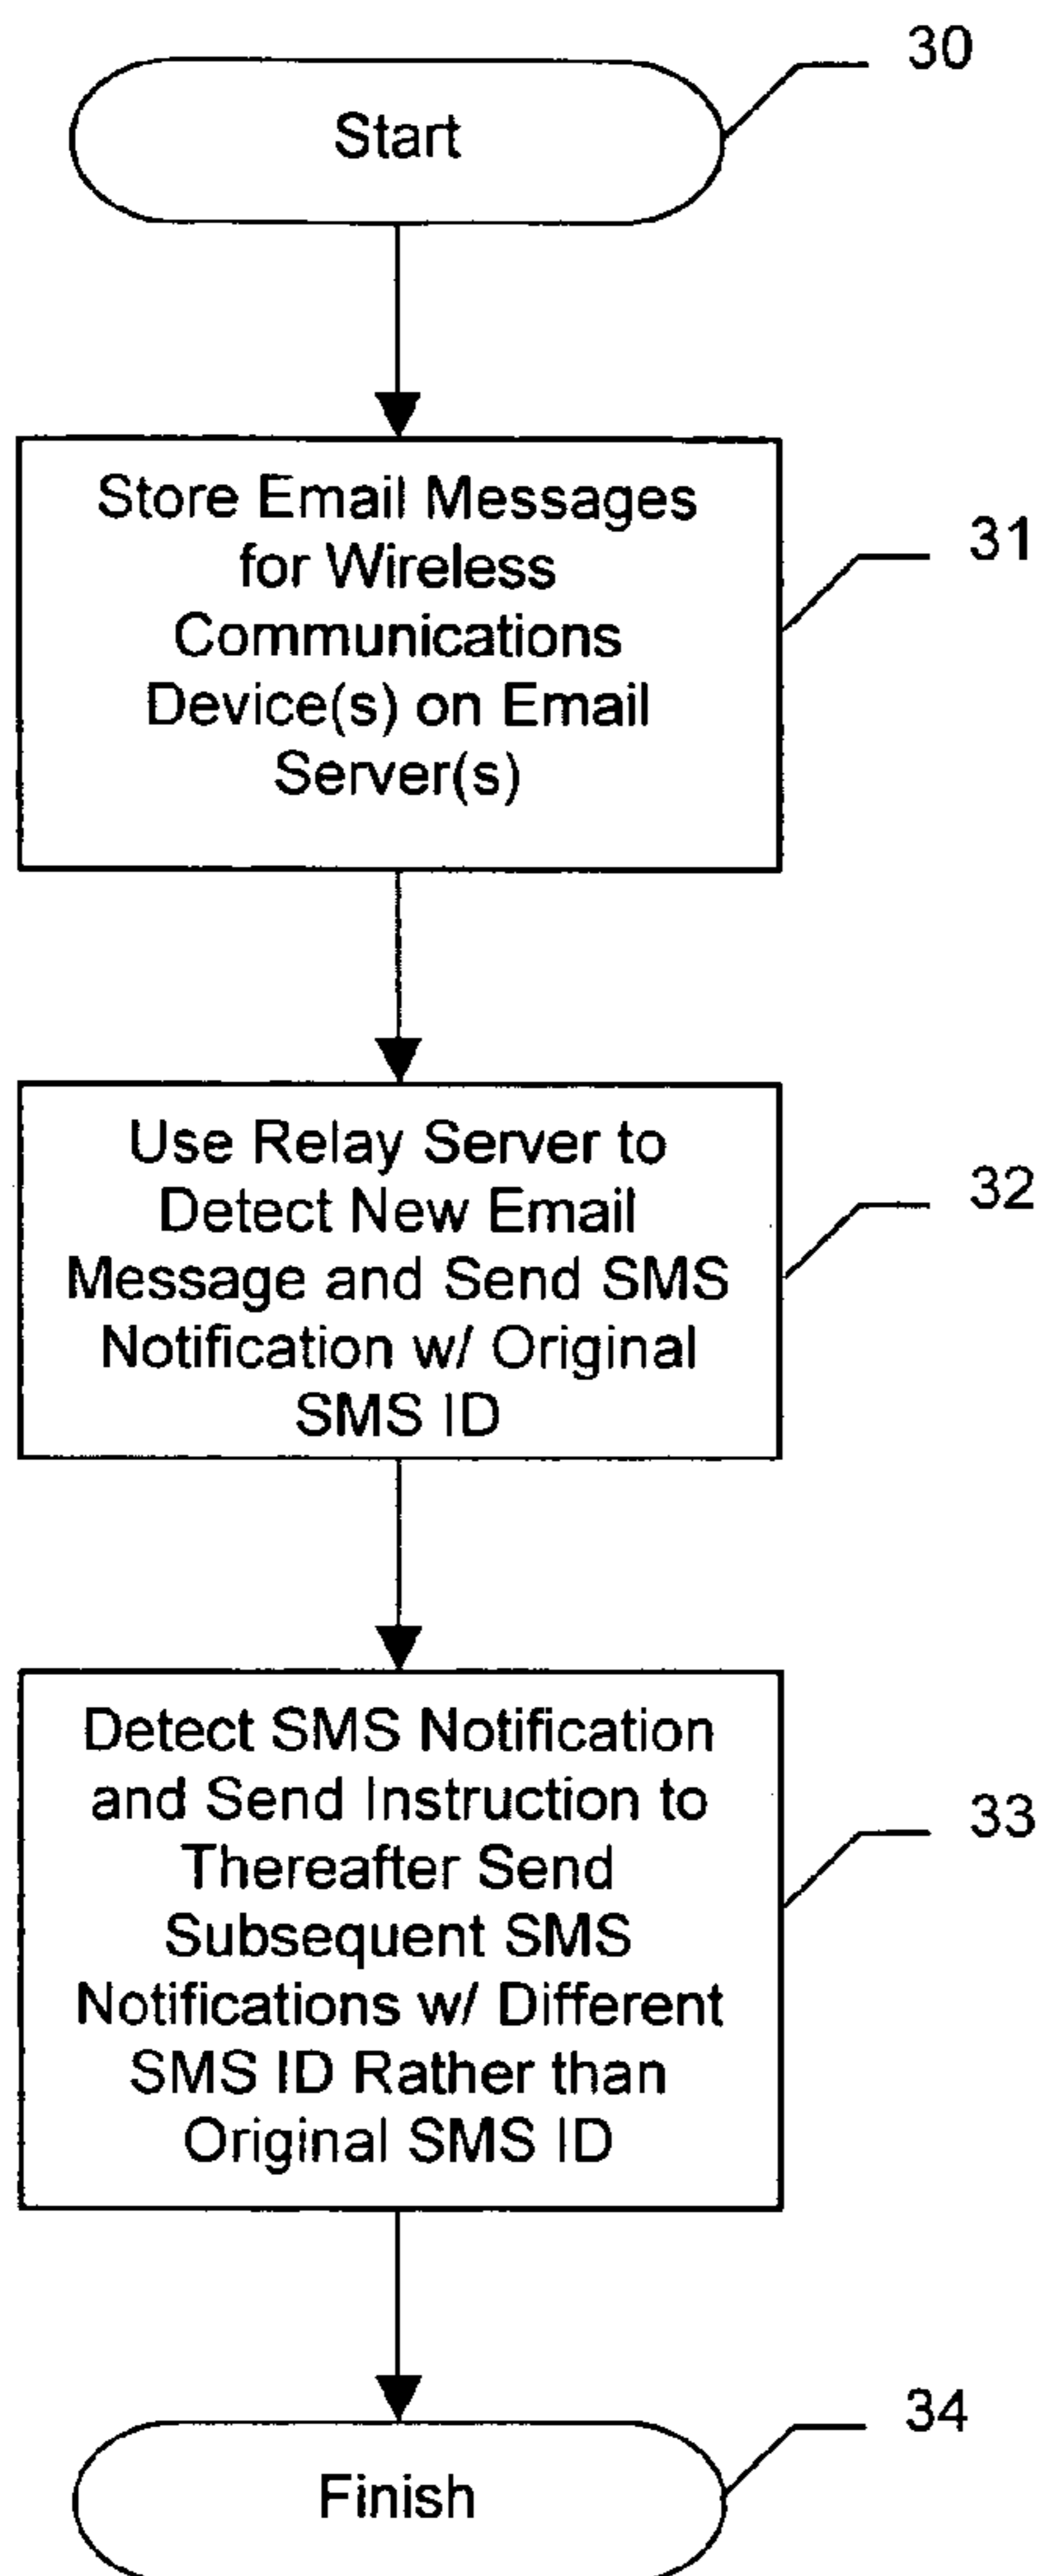 30
Start
Store Email Messages
for Wireless
Communications
Device(s) on Email
Server(s)
31
Use Relay Server to
Detect New Email
Message and Send SMS
Notification w/ Original
SMS ID
32
Detect SMS Notification
and Send Instruction to
Thereafter Send
Subsequent SMS
Notifications w/ Different
SMS ID Rather than
Original SMS ID
33
34
Finish